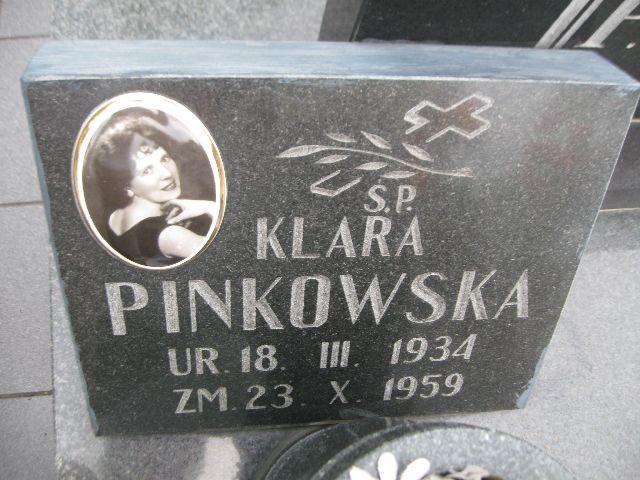 Ś.P.
KLARA
PINKOWSKA
UR. 18. III. 1934
ZM. 23. X. 1959